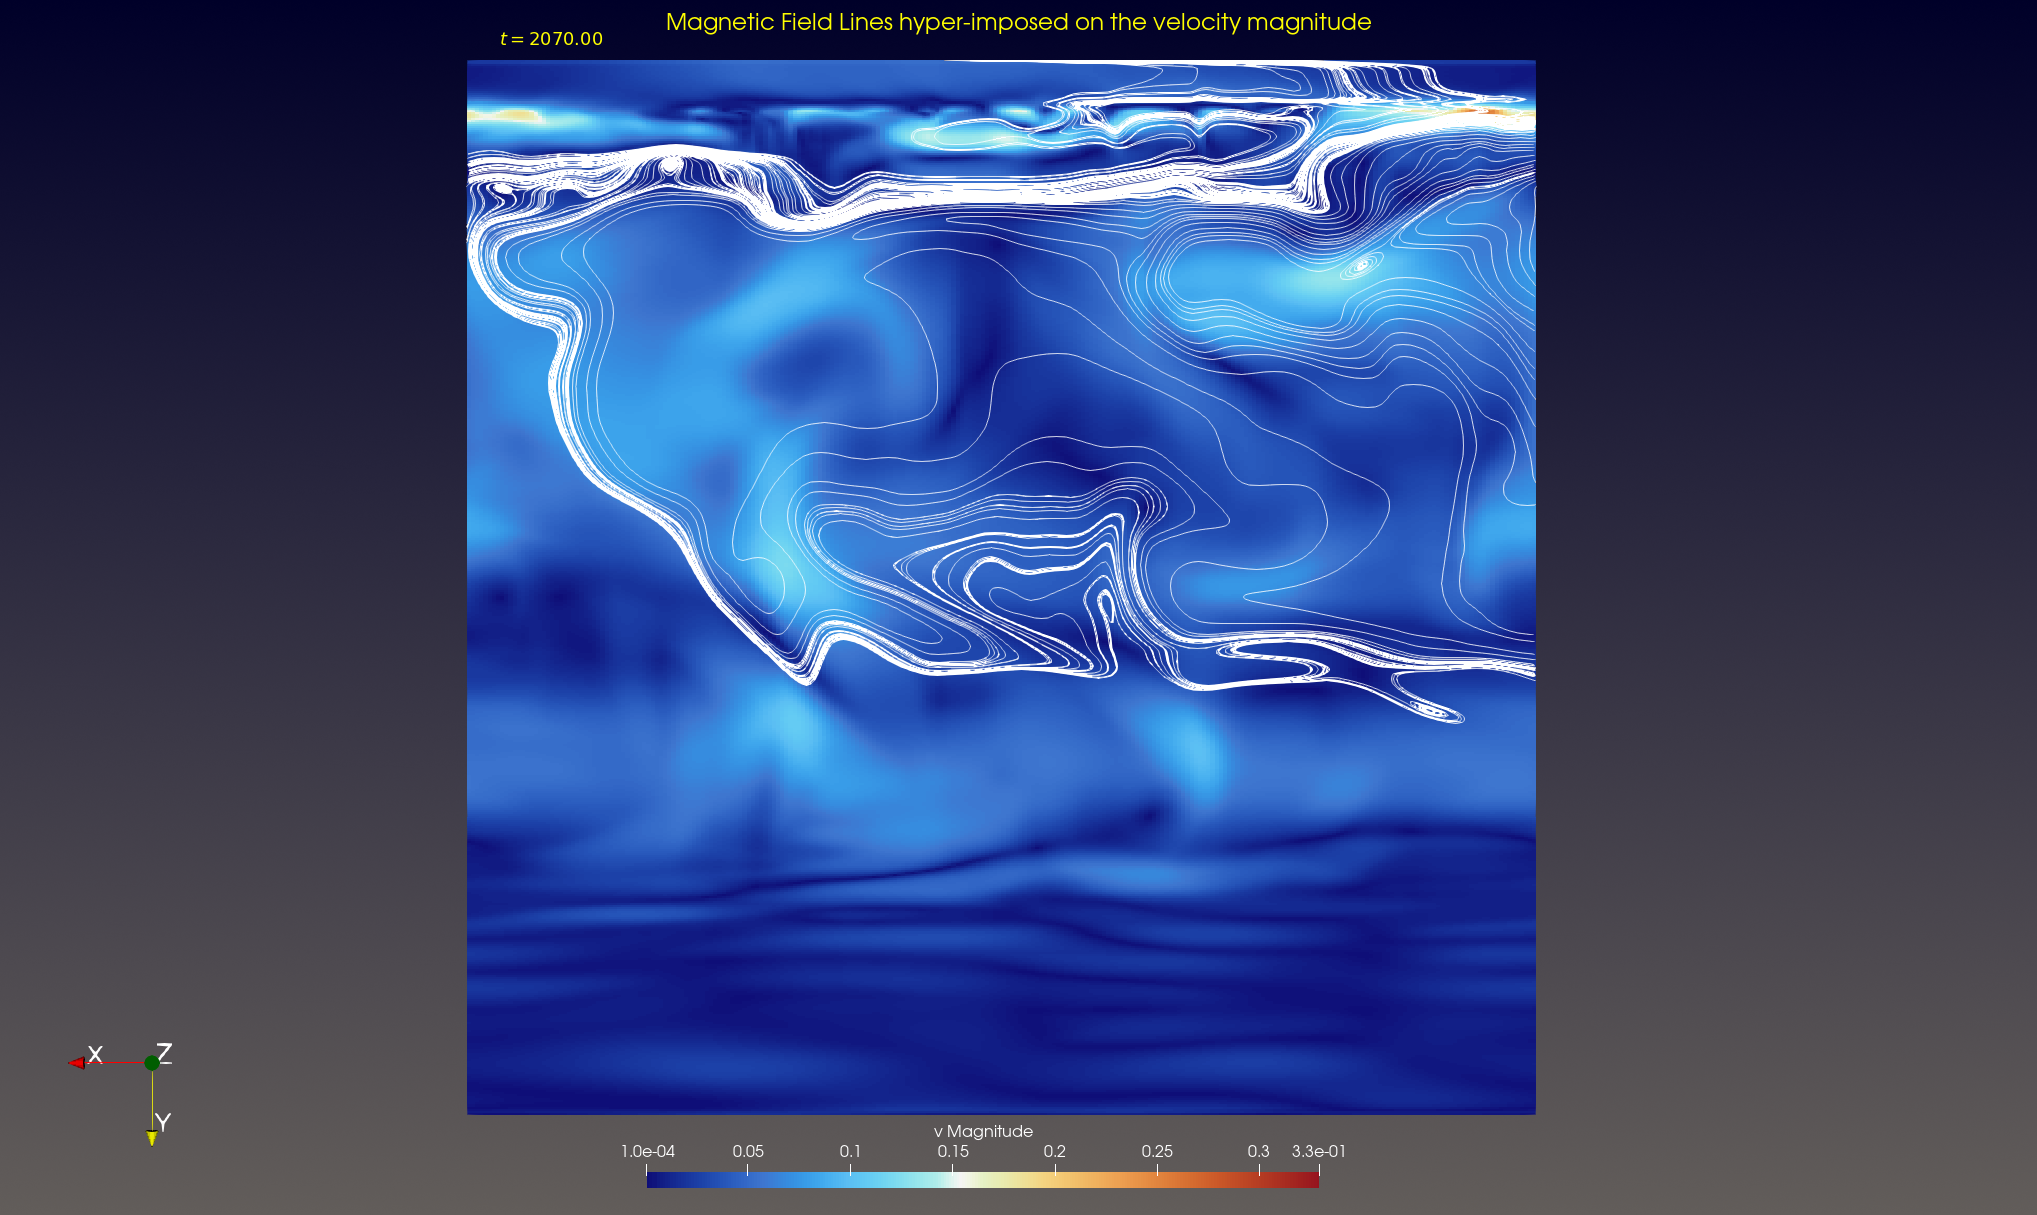 Magnetic Field Lines hyper-imposed on the velocity magnitude
t = 2070.00
X
Z
Y
v Magnitude
1.0e-04 0.05 0.1 0.15 0.2 0.25 0.3 3.3e-01